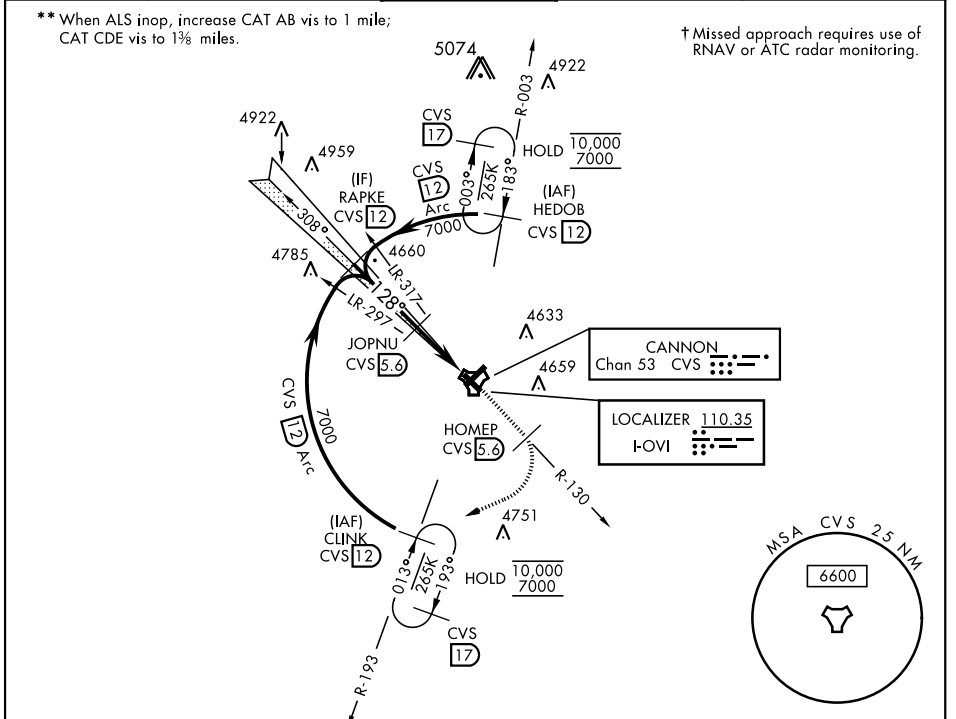 ** When ALS inop, increase CAT AB vis to 1 mile;
CAT CDE vis to 1⅜ miles.
† Missed approach requires use of
RNAV or ATC radar monitoring.
5074
4922
R-003
CVS
17
HOLD 10,000
7000
4922
4959
(IF)
RAPKE
CVS 12
CVS
12
Arc
7000
003°
265K
183°
(IAF)
HEDOB
CVS 12
308°
4785
4660
LR-317
128°
LR-297
4633
JOPNU
CVS 5.6
CANNON
Chan 53 CVS
4659
LOCALIZER 110.35
I-OVI
CVS 12 Arc
7000
HOMEP
CVS 5.6
R-130
4751
(IAF)
CLINK
CVS 12
013°
265K
193°
HOLD 10,000
7000
CVS
17
R-193
MSA CVS 25 NM
6600